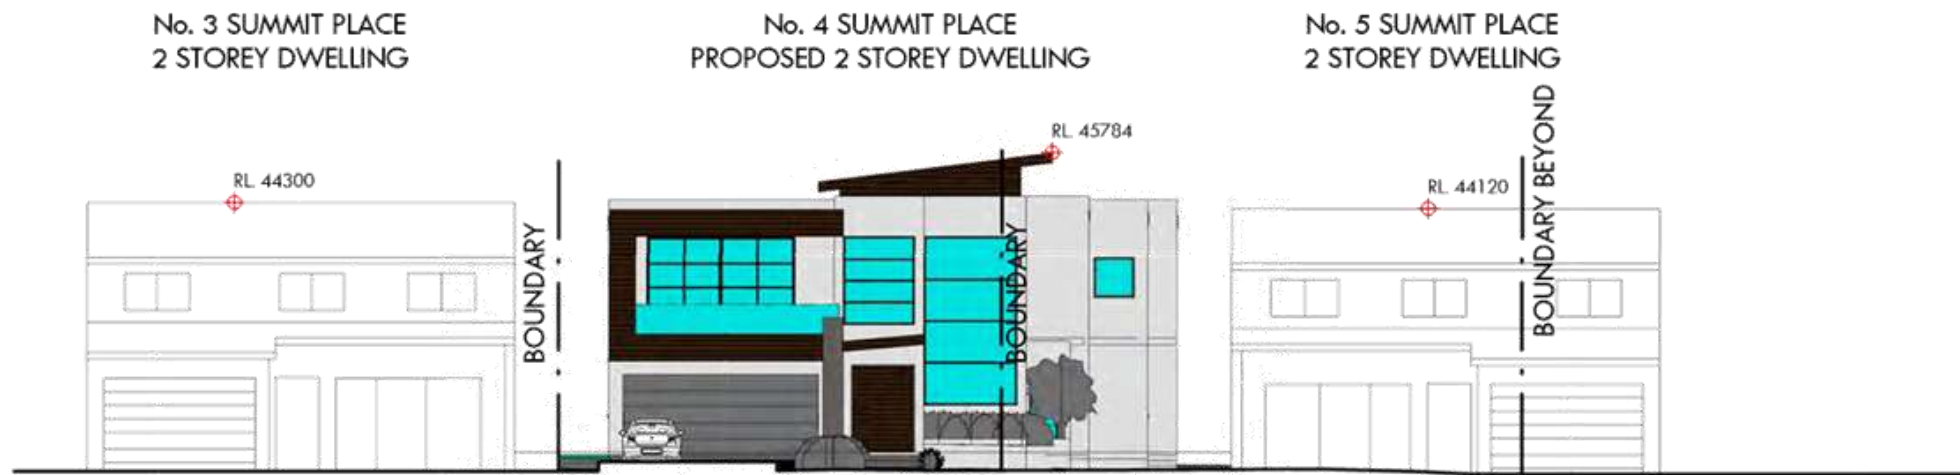 No. 3 SUMMIT PLACE
2 STOREY DWELLING
No. 4 SUMMIT PLACE
PROPOSED 2 STOREY DWELLING
No. 5 SUMMIT PLACE
2 STOREY DWELLING
RL. 44300
BOUNDARY
RL. 45784
BOUNDARY
RL. 44120
BOUNDARY BEYOND